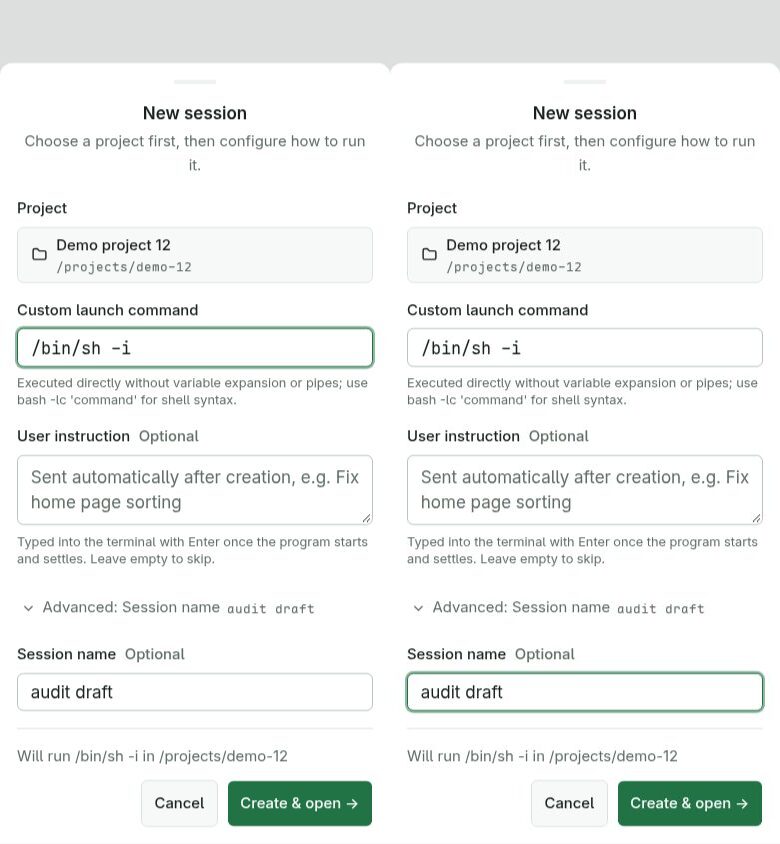 New session
Choose a project first, then configure how to run
it.
Project
Demo project 12
/projects/demo-12
Custom launch command
/bin/sh -i
Executed directly without variable expansion or pipes; use
bash -lc 'command' for shell syntax.
User instruction Optional
Sent automatically after creation, e.g. Fix
home page sorting
Typed into the terminal with Enter once the program starts
and settles. Leave empty to skip.
Advanced: Session name audit draft
Session name Optional
audit draft
Will run /bin/sh -i in /projects/demo-12
Cancel
Create & open →
New session
Choose a project first, then configure how to run
it.
Project
Demo project 12
/projects/demo-12
Custom launch command
/bin/sh -i
Executed directly without variable expansion or pipes; use
bash -lc 'command' for shell syntax.
User instruction Optional
Sent automatically after creation, e.g. Fix
home page sorting
Typed into the terminal with Enter once the program starts
and settles. Leave empty to skip.
Advanced: Session name audit draft
Session name Optional
audit draft
Will run /bin/sh -i in /projects/demo-12
Cancel
Create & open →